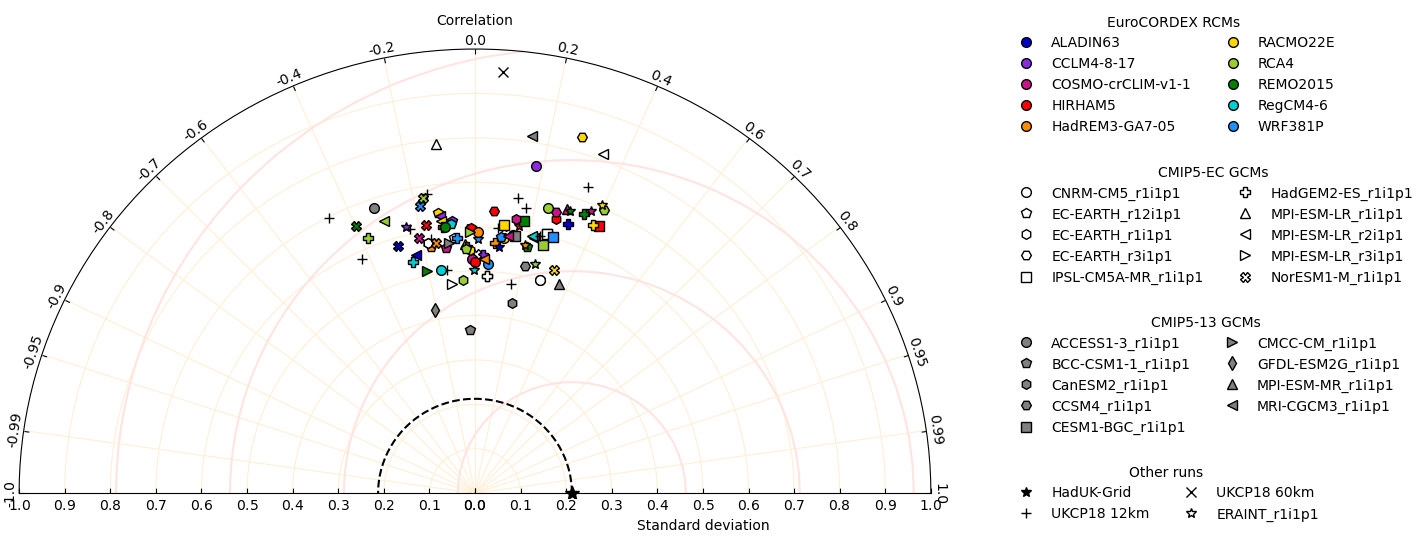 Correlation
0.0
-0.2
0.2
-0.4
0.4
-0.6
0.6
-0.7
0.7
-0.8
0.8
-0.9
0.9
-0.95
0.95
-0.99
0.99
-1.0
1.0
1.0 0.9 0.8 0.7 0.6 0.5 0.4 0.3 0.2 0.1 0.0 0.0 0.1 0.2 0.3 0.4 0.5 0.6 0.7 0.8 0.9 1.0
Standard deviation
EuroCORDEX RCMs
ALADIN63
CCLM4-8-17
COSMO-crCLIM-v1-1
HIRHAM5
HadREM3-GA7-05
RACMO22E
RCA4
REMO2015
RegCM4-6
WRF381P
CMIP5-EC GCMs
CNRM-CM5_r1i1p1
EC-EARTH_r12i1p1
EC-EARTH_r1i1p1
EC-EARTH_r3i1p1
IPSL-CM5A-MR_r1i1p1
HadGEM2-ES_r1i1p1
MPI-ESM-LR_r1i1p1
MPI-ESM-LR_r2i1p1
MPI-ESM-LR_r3i1p1
NorESM1-M_r1i1p1
CMIP5-13 GCMs
ACCESS1-3_r1i1p1
BCC-CSM1-1_r1i1p1
CanESM2_r1i1p1
CCSM4_r1i1p1
CESM1-BGC_r1i1p1
CMCC-CM_r1i1p1
GFDL-ESM2G_r1i1p1
MPI-ESM-MR_r1i1p1
MRI-CGCM3_r1i1p1
Other runs
HadUK-Grid
UKCP18 12km
UKCP18 60km
ERAINT_r1i1p1